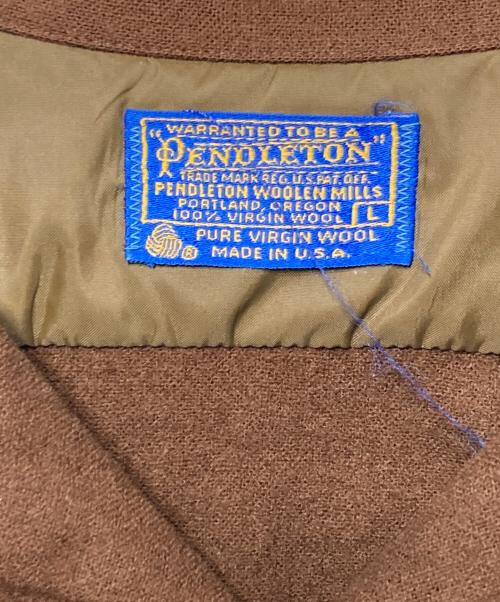 WARRANTED TO BE A
"PENDLETON"
TRADE MARK REG. U.S. PAT. OFF.
PENDLETON WOOLEN MILLS
PORTLAND, OREGON
100% VIRGIN WOOL L
PURE VIRGIN WOOL
® MADE IN U.S.A.